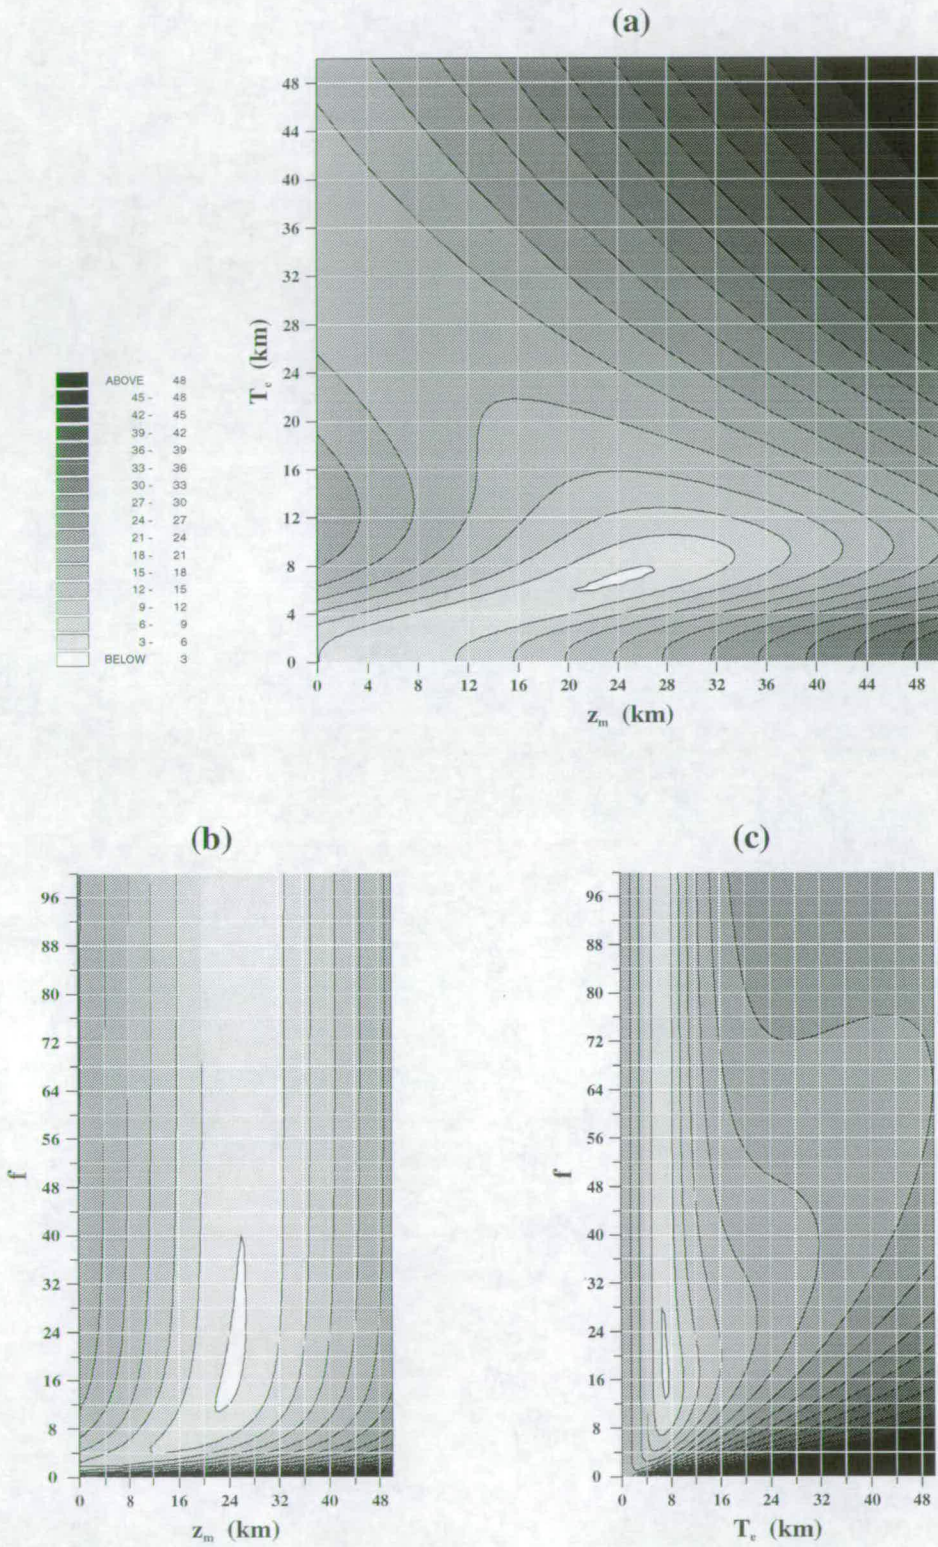 (a)
48
44
40
36
32
28
24
20
16
12
8
4
0
T_e (km)
0 4 8 12 16 20 24 28 32 36 40 44 48
z_m (km)
ABOVE 48
45 - 48
42 - 45
39 - 42
36 - 39
33 - 36
30 - 33
27 - 30
24 - 27
21 - 24
18 - 21
15 - 18
12 - 15
9 - 12
6 - 9
3 - 6
BELOW 3
(b)
96
88
80
72
64
56
48
40
32
24
16
8
0
f
0 8 16 24 32 40 48
z_m (km)
(c)
96
88
80
72
64
56
48
40
32
24
16
8
0
f
0 8 16 24 32 40 48
T_e (km)